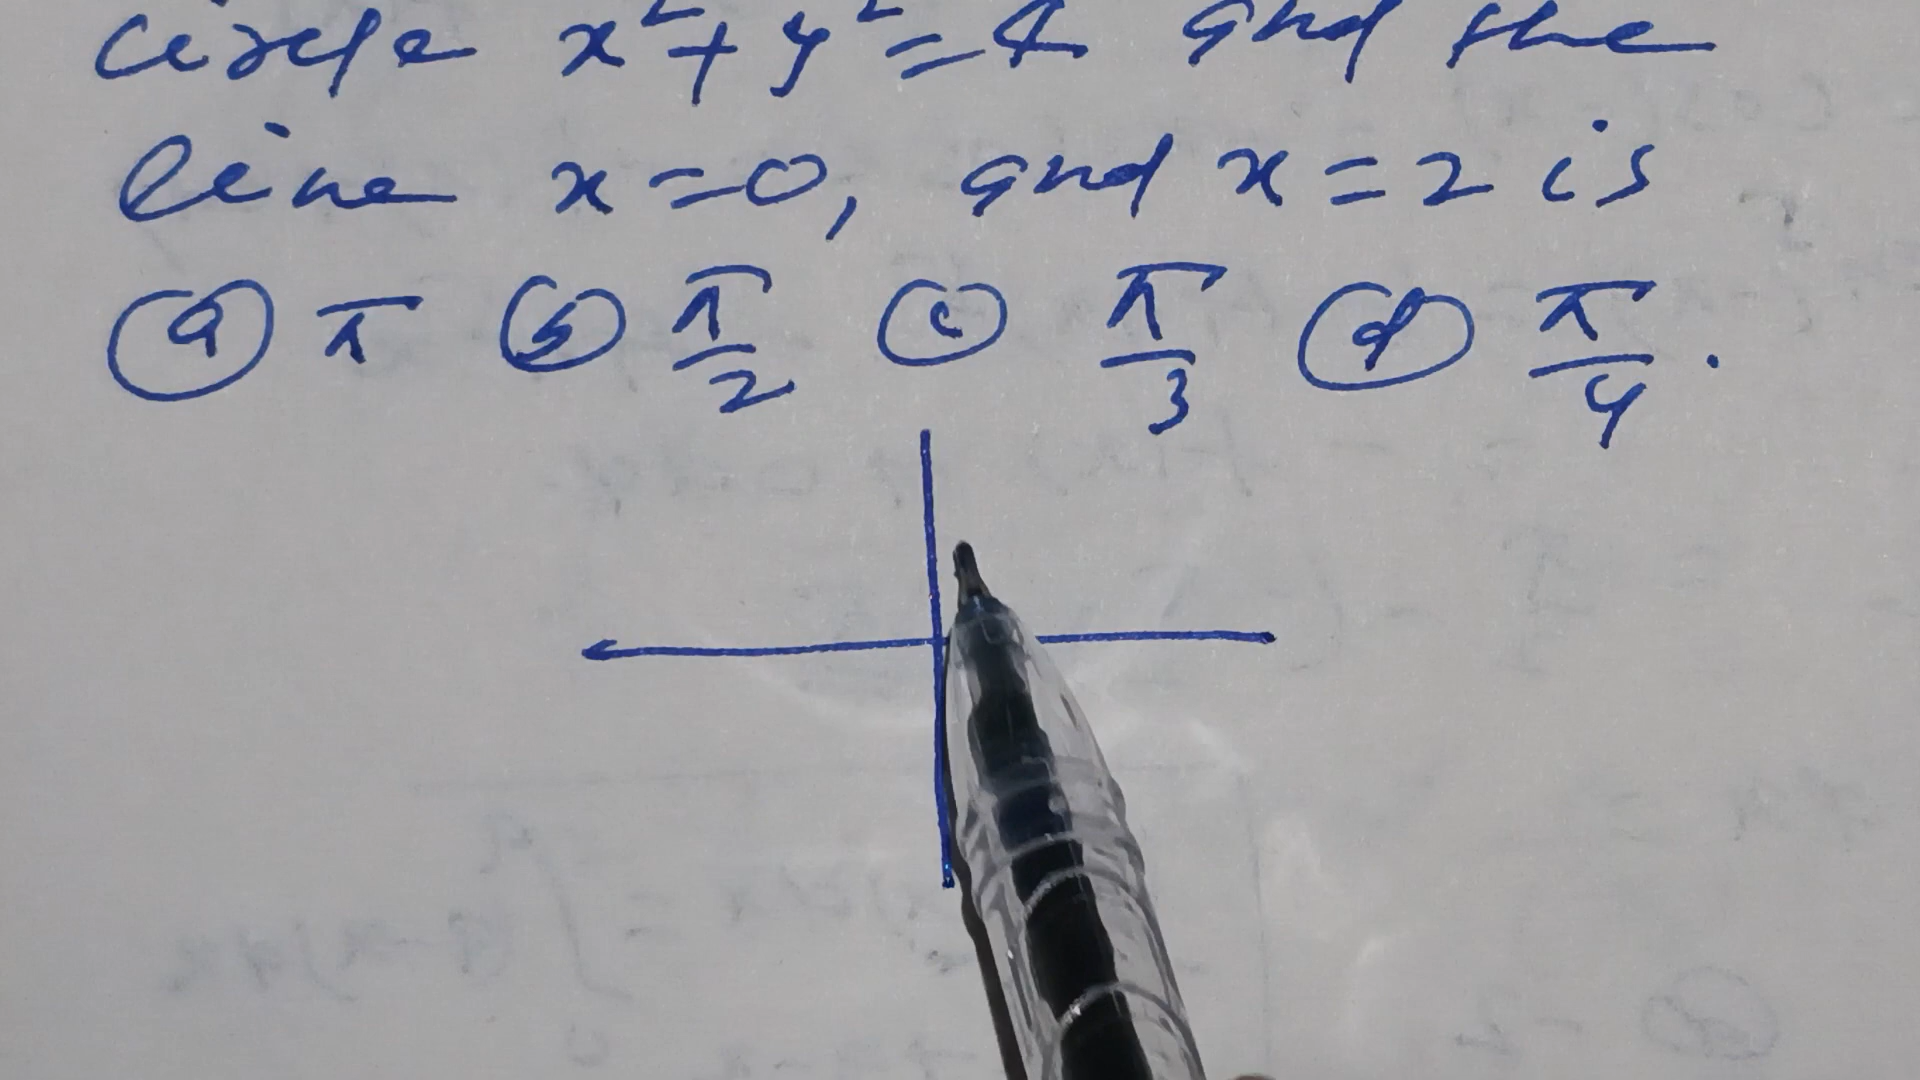 circle x²+y²=4 and the
line x=0, and x=2 is
(a) π (b) π/2 (c) π/3 (d) π/4.